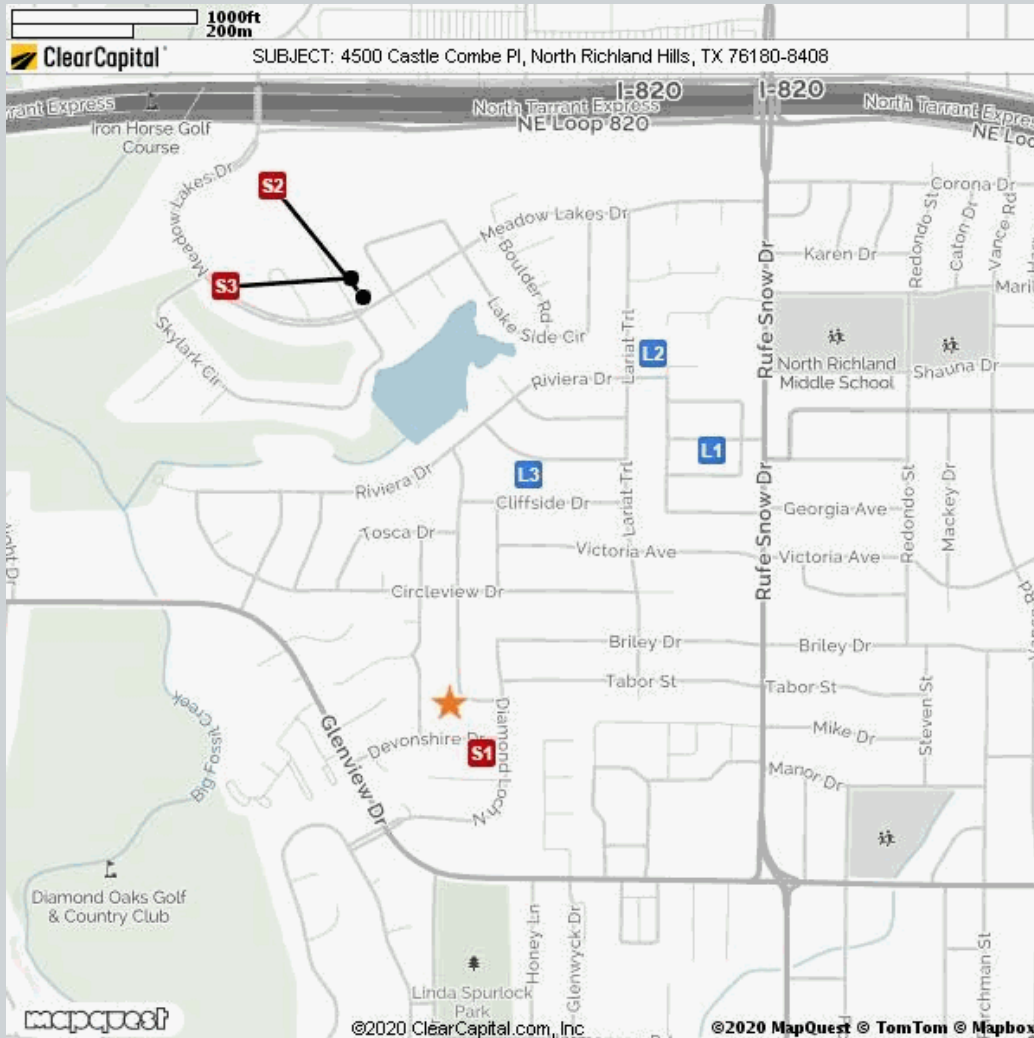 1000ft
200m
ClearCapital
SUBJECT: 4500 Castle Combe Pl, North Richland Hills, TX 76180-8408
I-820
I-820
rrant Express
North Tarrant Express
North Tarrant Expre
NE Loop 820
NE Loo
Iron Horse Golf
Course
Meadow Lakes Dr
S2
Meadow Lakes Dr
Corona Dr
Redondo St
Caton Dr
Vance Rd
Karen Dr
Boulder Rd
S3
Rufe Snow Dr
Lake Side Cir
Lariat Trl
Skylark Cir
L2
North Richland
Middle School
Shauna Dr
Riviera Dr
L1
L3
Riviera Dr
Cliffside Dr
Lariat Trl
Rufe Snow Dr
Georgia Ave
Redondo St
Mackey Dr
Tosca Dr
Victoria Ave
Victoria Ave
Circleview Dr
Briley Dr
Briley Dr
Tabor St
Tabor St
Steven St
Big Fossil Creek
Glenview Dr
Devonshire Dr
S1
Diamond Loch N
Mike Dr
Manor Dr
Diamond Oaks Golf
& Country Club
Honey Ln
Glenwyck Dr
Linda Spurlock
Park
mapquest
©2020 ClearCapital.com, Inc
©2020 MapQuest © TomTom © Mapbox